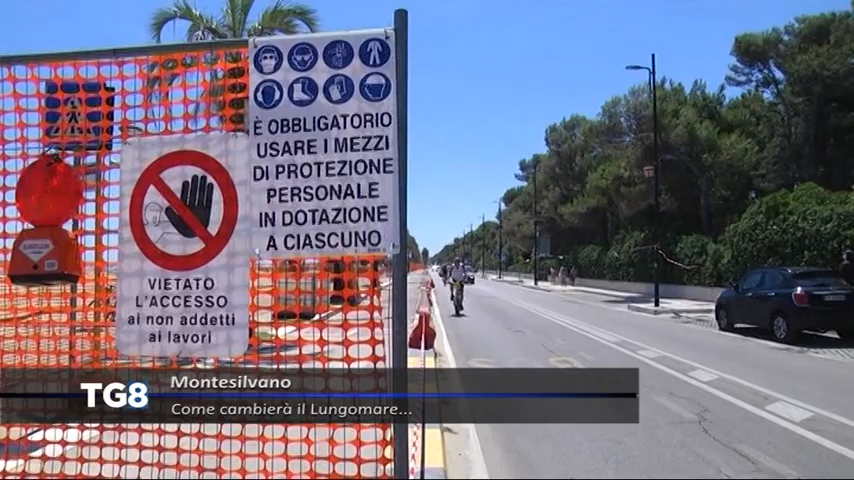 È OBBLIGATORIO
USARE I MEZZI
DI PROTEZIONE
PERSONALE
IN DOTAZIONE
A CIASCUNO
VIETATO
L'ACCESSO
ai non addetti
ai lavori
TG8
Montesilvano
Come cambierà il Lungomare...